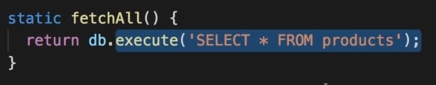 static fetchAll() {
return db.execute('SELECT * FROM products');
}